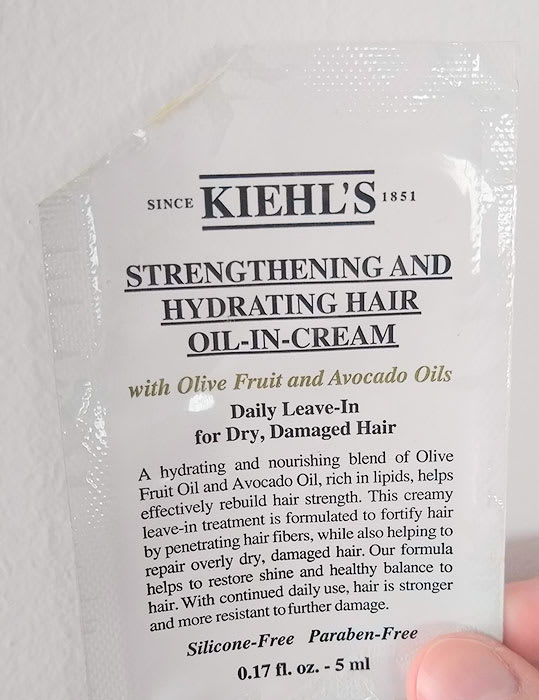 SINCE KIEHL'S 1851
STRENGTHENING AND
HYDRATING HAIR
OIL-IN-CREAM
with Olive Fruit and Avocado Oils
Daily Leave-In
for Dry, Damaged Hair
A hydrating and nourishing blend of Olive
Fruit Oil and Avocado Oil, rich in lipids, helps
effectively rebuild hair strength. This creamy
leave-in treatment is formulated to fortify hair
by penetrating hair fibers, while also helping to
repair overly dry, damaged hair. Our formula
helps to restore shine and healthy balance to
hair. With continued daily use, hair is stronger
and more resistant to further damage.
Silicone-Free Paraben-Free
0.17 fl. oz. - 5 ml